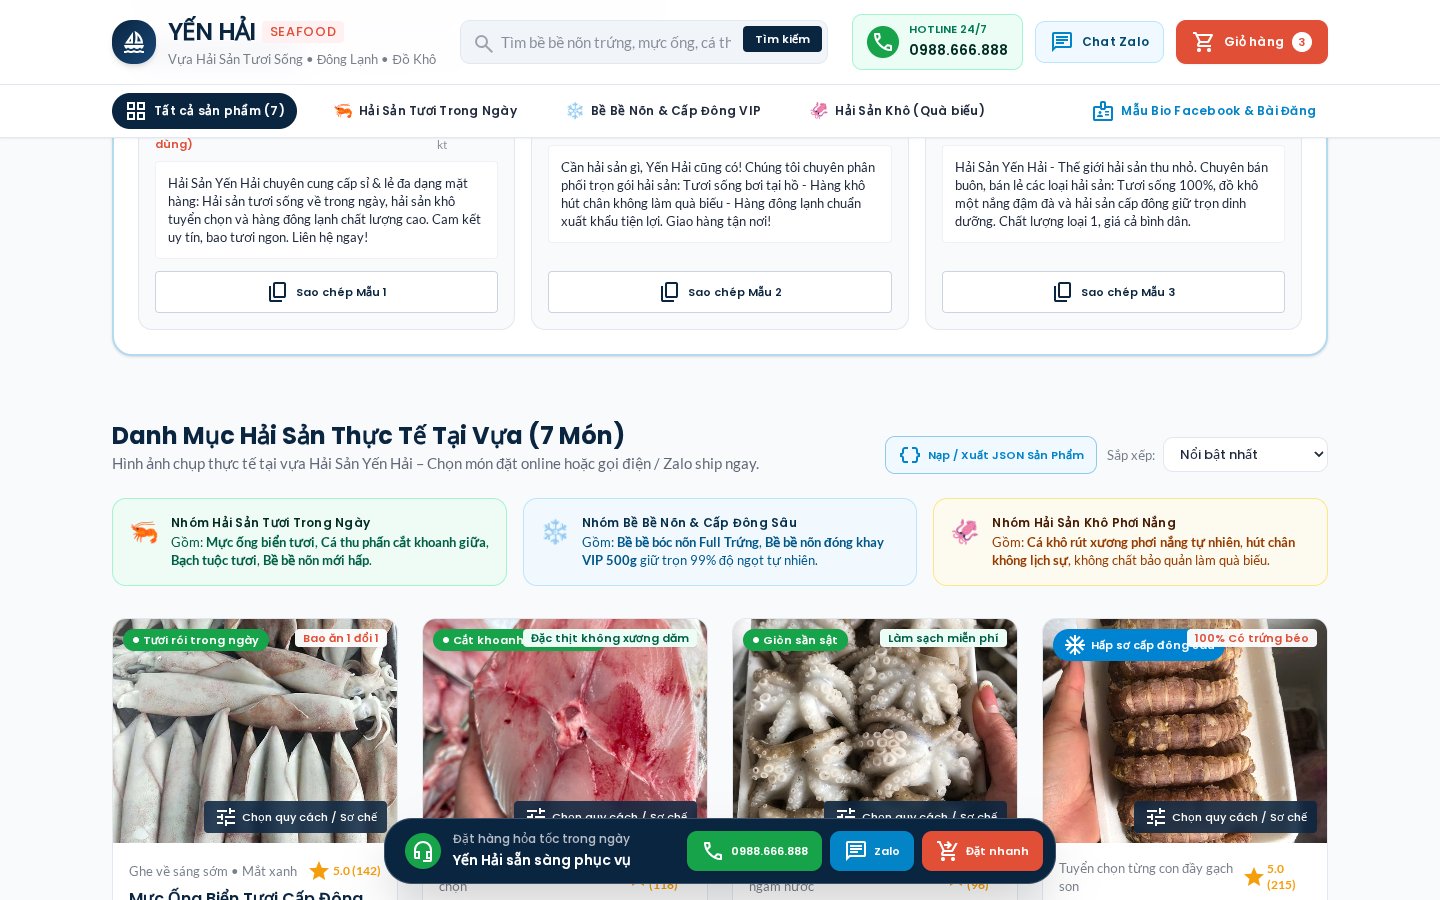 YẾN HẢI SEAFOOD
Vựa Hải Sản Tươi Sống • Đông Lạnh • Đồ Khô
Tìm bề bề nõn trứng, mực ống, cá th
Tìm kiếm
HOTLINE 24/7
0988.666.888
Chat Zalo
Giỏ hàng 3
Tất cả sản phẩm (7)
Hải Sản Tươi Trong Ngày
Bề Bề Nõn & Cấp Đông VIP
Hải Sản Khô (Quà biếu)
Mẫu Bio Facebook & Bài Đăng
dùng)
kt
Hải Sản Yến Hải chuyên cung cấp sỉ & lẻ đa dạng mặt
hàng: Hải sản tươi sống về trong ngày, hải sản khô
tuyển chọn và hàng đông lạnh chất lượng cao. Cam kết
uy tín, bao tươi ngon. Liên hệ ngay!
Sao chép Mẫu 1
Cần hải sản gì, Yến Hải cũng có! Chúng tôi chuyên phân
phối trọn gói hải sản: Tươi sống bơi tại hồ - Hàng khô
hút chân không làm quà biếu - Hàng đông lạnh chuẩn
xuất khẩu tiện lợi. Giao hàng tận nơi!
Sao chép Mẫu 2
Hải Sản Yến Hải - Thế giới hải sản thu nhỏ. Chuyên bán
buôn, bán lẻ các loại hải sản: Tươi sống 100%, đồ khô
một nắng đậm đà và hải sản cấp đông giữ trọn dinh
dưỡng. Chất lượng loại 1, giá cả bình dân.
Sao chép Mẫu 3
Danh Mục Hải Sản Thực Tế Tại Vựa (7 Món)
Hình ảnh chụp thực tế tại vựa Hải Sản Yến Hải – Chọn món đặt online hoặc gọi điện / Zalo ship ngay.
Nạp / Xuất JSON Sản Phẩm
Sắp xếp:
Nổi bật nhất
Nhóm Hải Sản Tươi Trong Ngày
Gồm: Mực ống biển tươi, Cá thu phấn cắt khoanh giữa,
Bạch tuộc tươi, Bề bề nõn mới hấp.
Nhóm Bề Bề Nõn & Cấp Đông Sâu
Gồm: Bề bề bóc nõn Full Trứng, Bề bề nõn đóng khay
VIP 500g giữ trọn 99% độ ngọt tự nhiên.
Nhóm Hải Sản Khô Phơi Nắng
Gồm: Cá khô rút xương phơi nắng tự nhiên, hút chân
không lịch sự, không chất bảo quản làm quà biếu.
Tươi rói trong ngày
Bao ăn 1 đổi 1
Chọn quy cách / Sơ chế
Ghe về sáng sớm • Mắt xanh
5.0 (142)
Mực Ống Biển Tươi Cấp Đông
Cắt khoanh
Đặc thịt không xương dăm
Chọn quy cách / Sơ chế
chọn
(118)
Giòn sần sật
Làm sạch miễn phí
Chọn quy cách / Sơ chế
ngậm nước
(98)
Hấp sơ cấp đông sâu
100% Có trứng béo
Chọn quy cách / Sơ chế
Tuyển chọn từng con đầy gạch
son
5.0
(215)
Đặt hàng hỏa tốc trong ngày
Yến Hải sẵn sàng phục vụ
0988.666.888
Zalo
Đặt nhanh